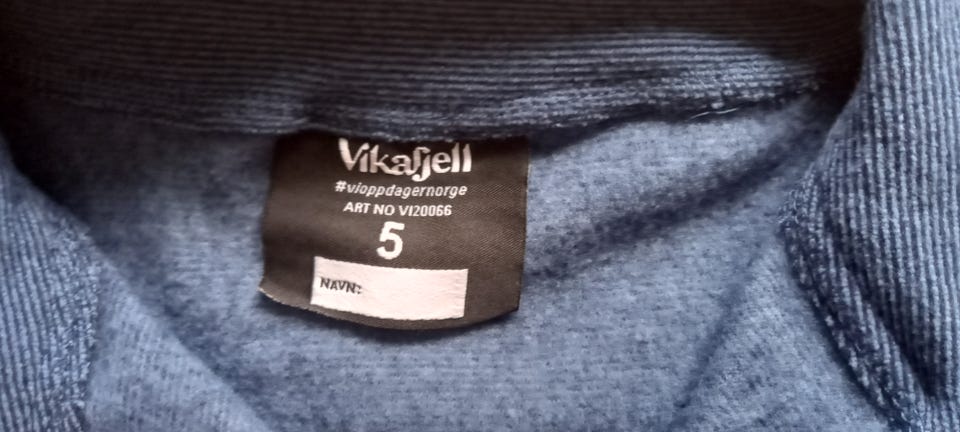 Vikafjell
#vioppdagernorge
ART NO VI20066
5
NAVN: